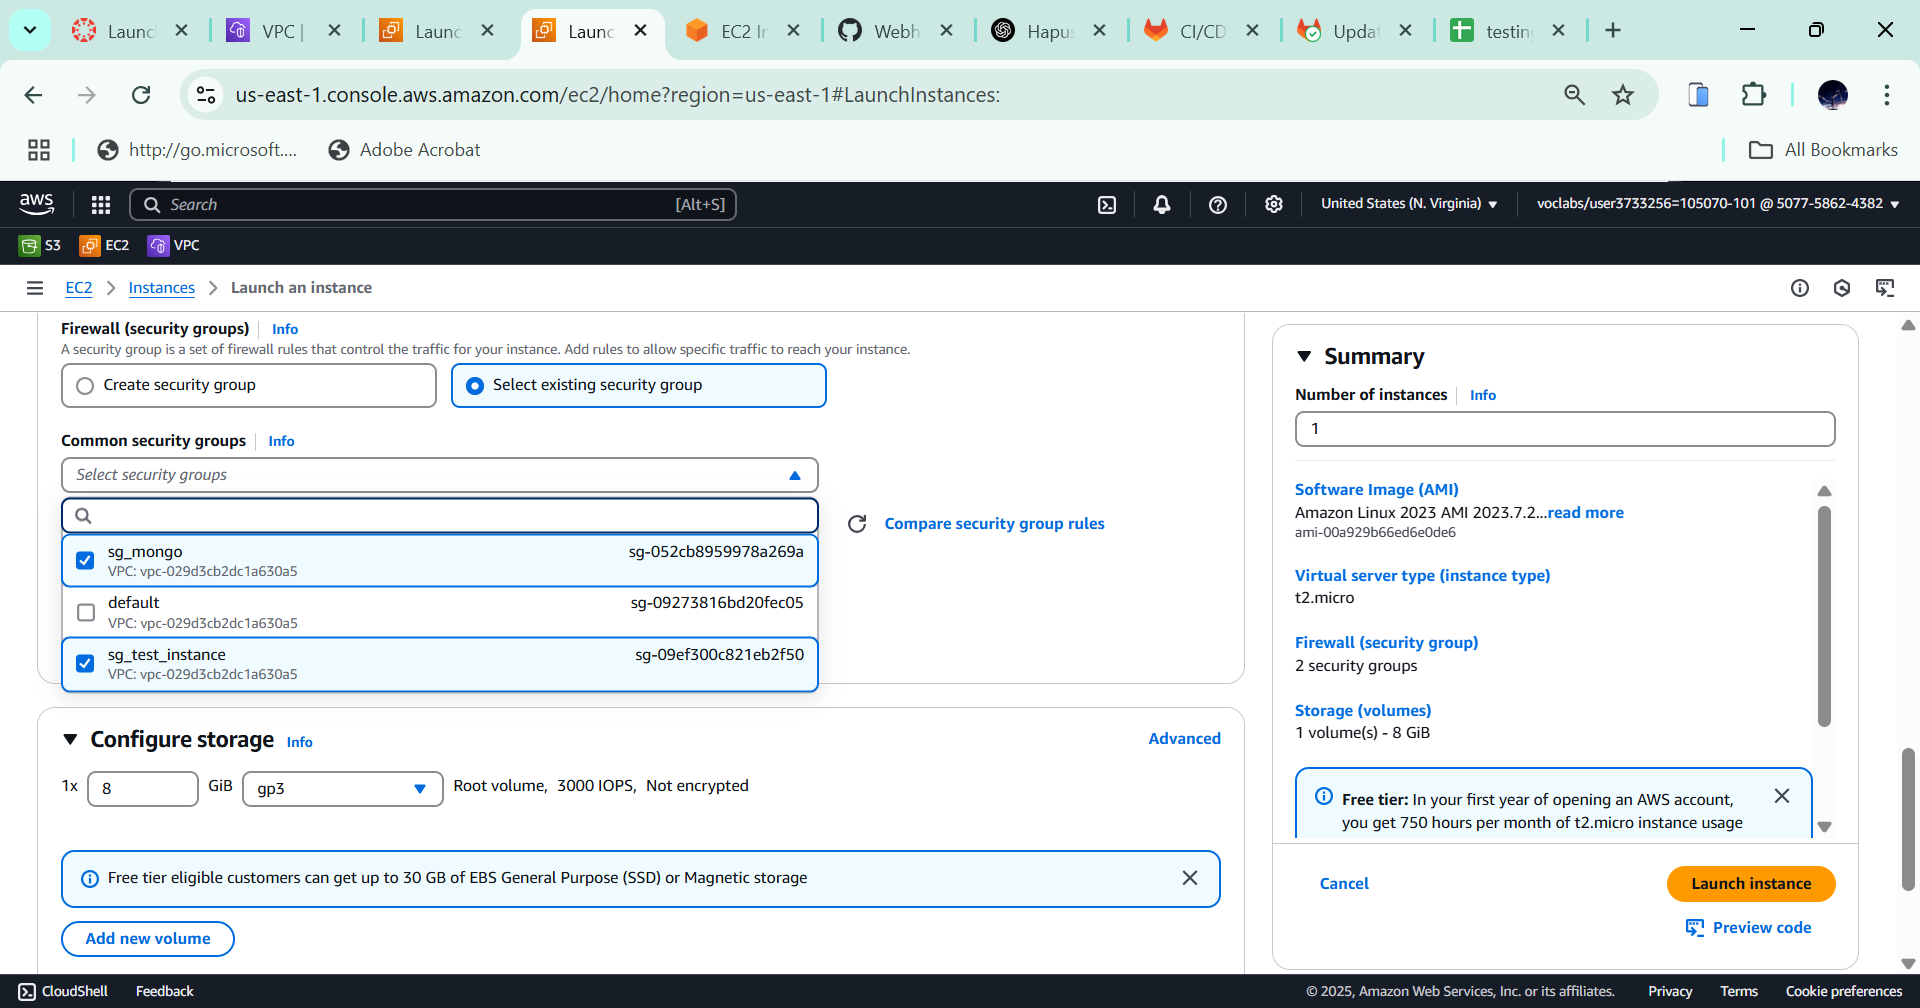 Launc
VPC |
Launc
Launc
EC2 In
Webh
Hapus
CI/CD
Updat
testing
us-east-1.console.aws.amazon.com/ec2/home?region=us-east-1#LaunchInstances:
http://go.microsoft....
Adobe Acrobat
All Bookmarks
aws
Search
[Alt+S]
United States (N. Virginia)
voclabs/user3733256=105070-101 @ 5077-5862-4382
S3
EC2
VPC
EC2 > Instances > Launch an instance
Firewall (security groups) Info
A security group is a set of firewall rules that control the traffic for your instance. Add rules to allow specific traffic to reach your instance.
Create security group
Select existing security group
Common security groups Info
Select security groups
sg_mongo sg-052cb8959978a269a
VPC: vpc-029d3cb2dc1a630a5
default sg-09273816bd20fec05
VPC: vpc-029d3cb2dc1a630a5
sg_test_instance sg-09ef300c821eb2f50
VPC: vpc-029d3cb2dc1a630a5
Compare security group rules
Configure storage Info
Advanced
1x 8 GiB gp3 Root volume, 3000 IOPS, Not encrypted
Free tier eligible customers can get up to 30 GB of EBS General Purpose (SSD) or Magnetic storage
Add new volume
Summary
Number of instances Info
1
Software Image (AMI)
Amazon Linux 2023 AMI 2023.7.2...read more
ami-00a929b66ed6e0de6
Virtual server type (instance type)
t2.micro
Firewall (security group)
2 security groups
Storage (volumes)
1 volume(s) - 8 GiB
Free tier: In your first year of opening an AWS account,
you get 750 hours per month of t2.micro instance usage
Cancel
Launch instance
Preview code
CloudShell
Feedback
© 2025, Amazon Web Services, Inc. or its affiliates.
Privacy
Terms
Cookie preferences